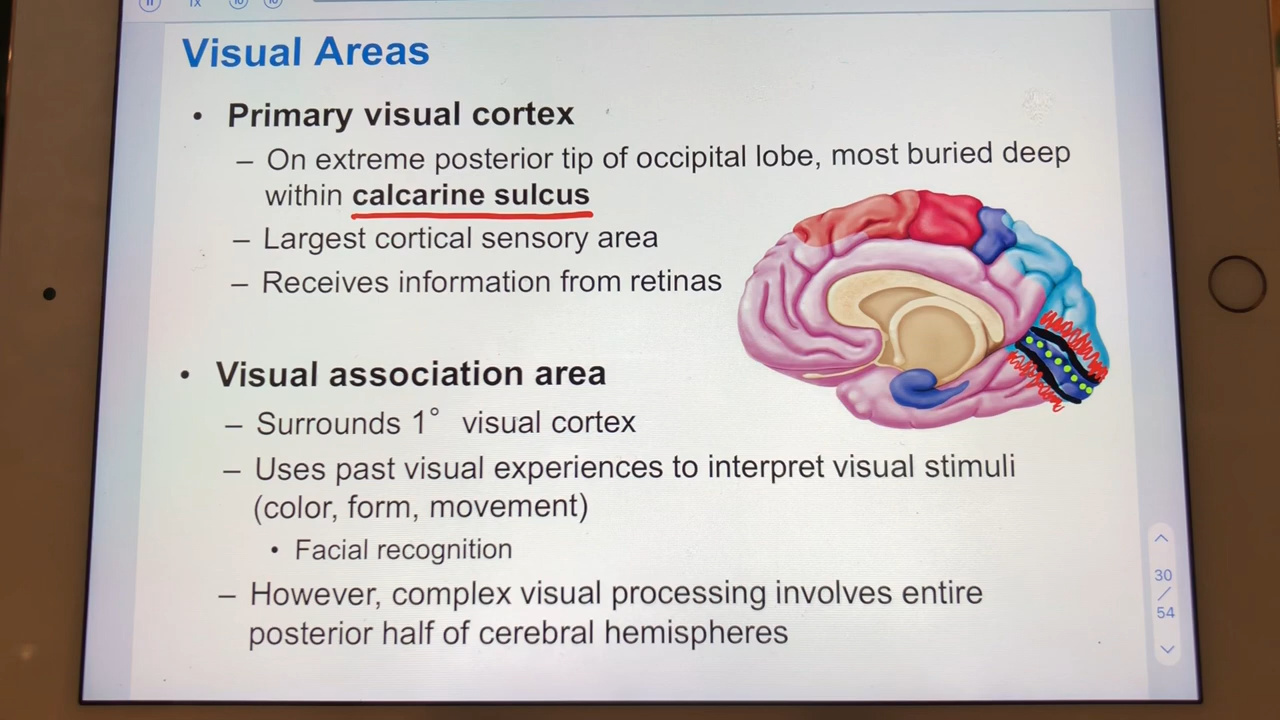 1x
10 10
Visual Areas
• Primary visual cortex
– On extreme posterior tip of occipital lobe, most buried deep
within calcarine sulcus
– Largest cortical sensory area
– Receives information from retinas
• Visual association area
– Surrounds 1° visual cortex
– Uses past visual experiences to interpret visual stimuli
(color, form, movement)
• Facial recognition
– However, complex visual processing involves entire
posterior half of cerebral hemispheres
30
/
54